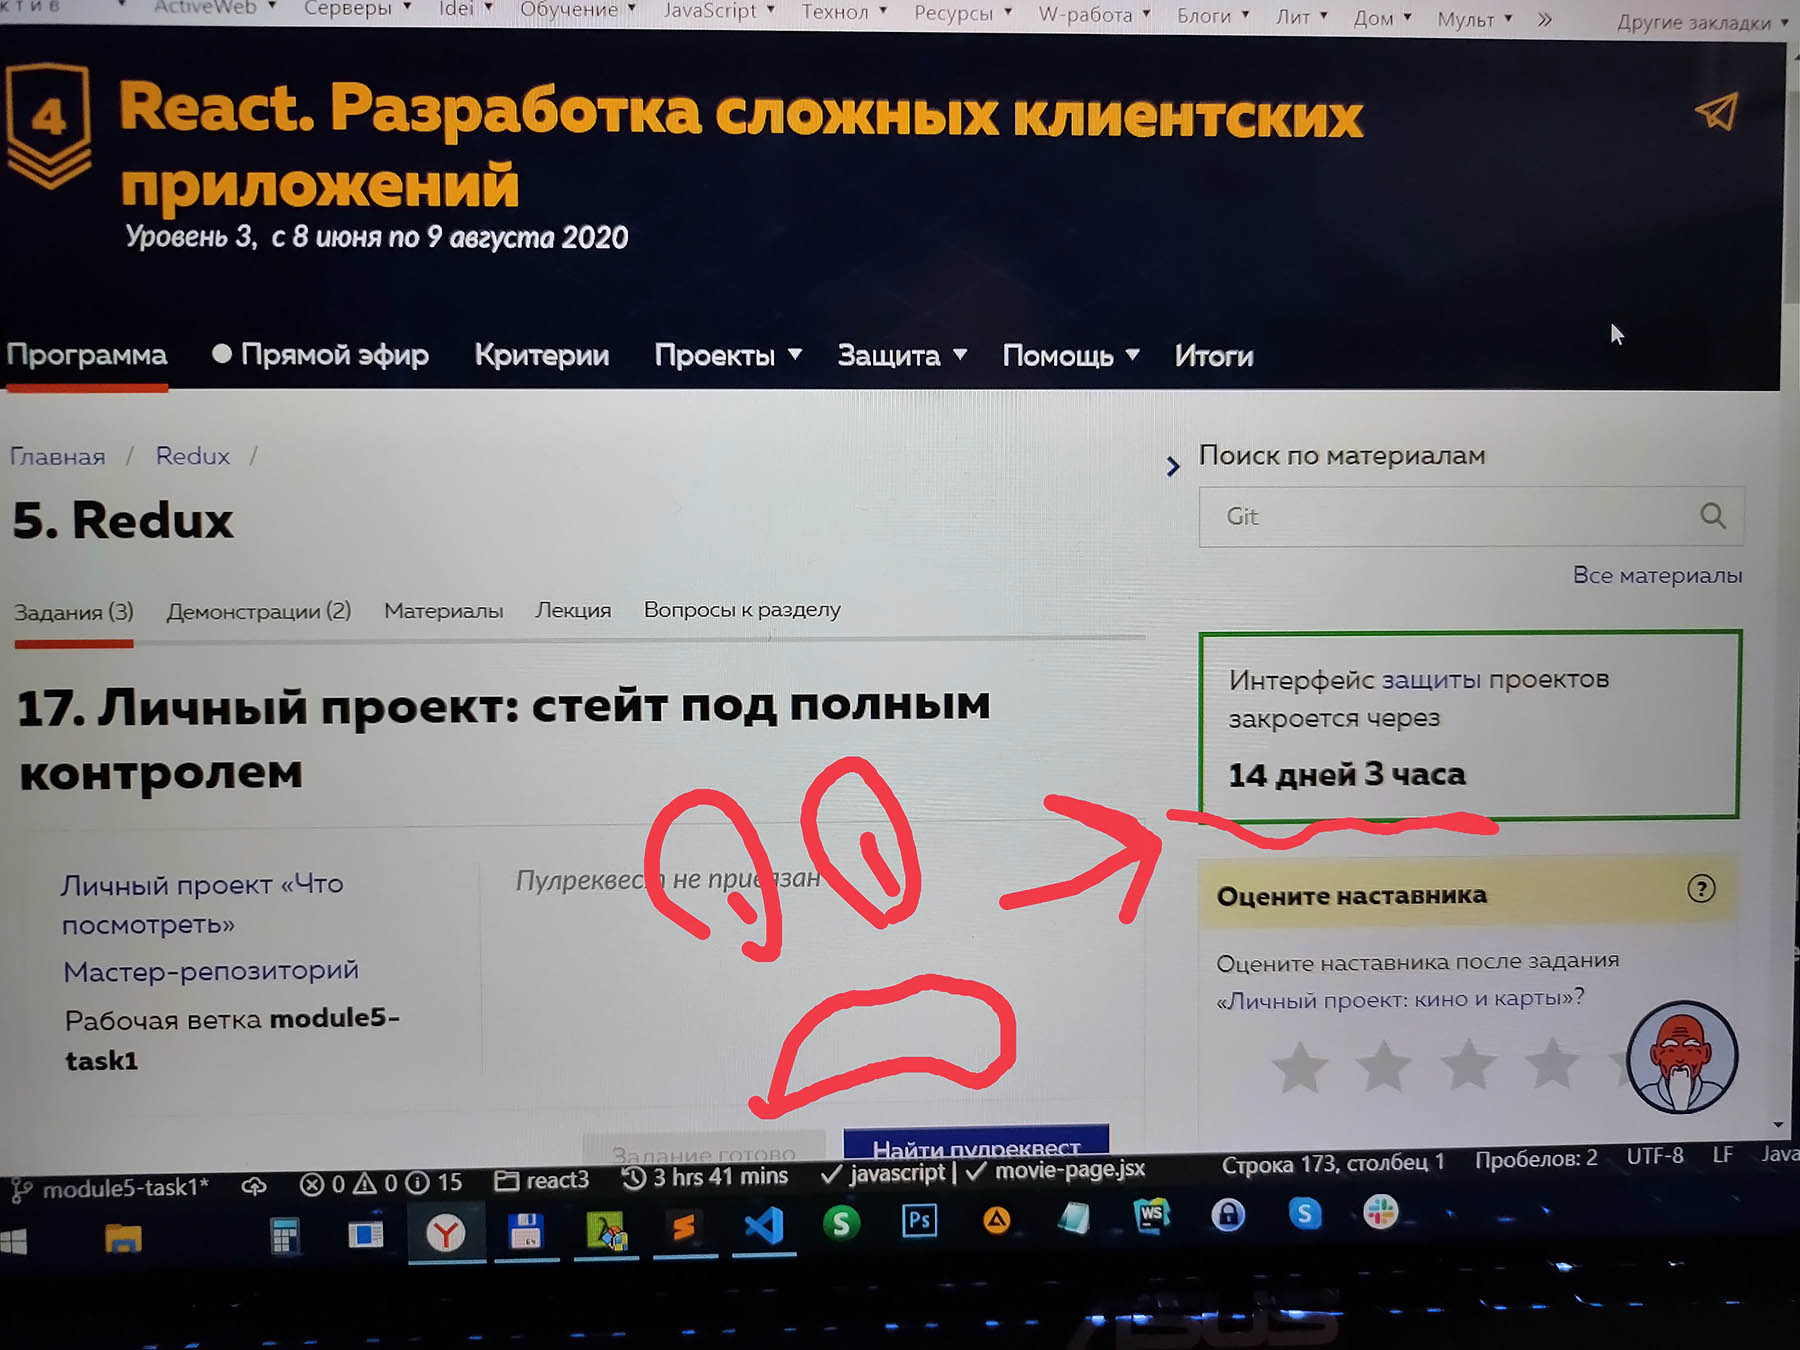 ктив ActiveWeb Серверы Idei Обучение JavaScript Технол Ресурсы W-работа Блоги Лит Дом Мульт » Другие закладки
4
React. Разработка сложных клиентских
приложений
Уровень 3, с 8 июня по 9 августа 2020
Программа Прямой эфир Критерии Проекты Защита Помощь Итоги
Главная / Redux /
5. Redux
Задания (3) Демонстрации (2) Материалы Лекция Вопросы к разделу
17. Личный проект: стейт под полным
контролем
Личный проект «Что
посмотреть»
Мастер-репозиторий
Рабочая ветка module5-
task1
Пулреквест не привязан
Задание готово
Найти пулреквест
Поиск по материалам
Git
Все материалы
Интерфейс защиты проектов
закроется через
14 дней 3 часа
Оцените наставника ?
Оцените наставника после задания
«Личный проект: кино и карты»?
module5-task1* 0 0 15 react3 3 hrs 41 mins ✓ javascript | ✓ movie-page.jsx Строка 173, столбец 1 Пробелов: 2 UTF-8 LF Java
Y S S Ps WS S
ASUS